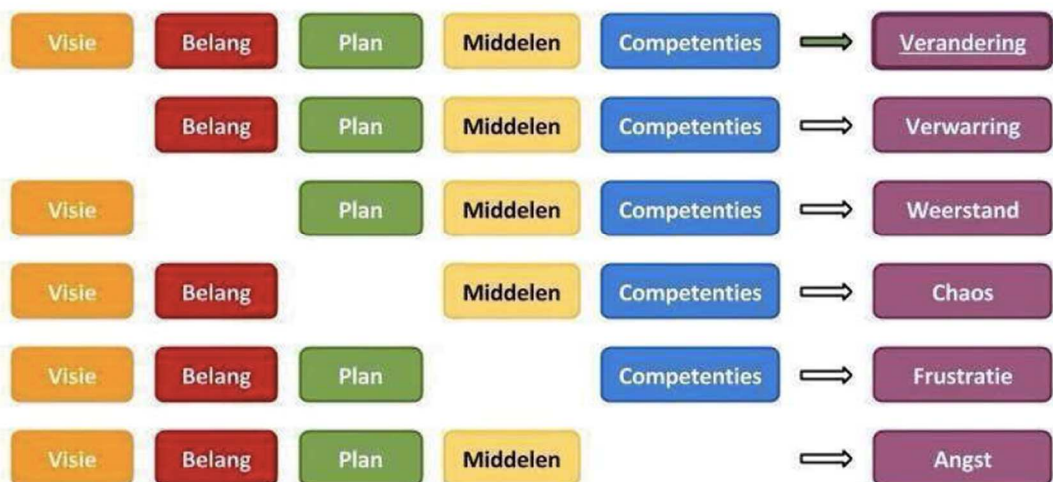 Visie Belang Plan Middelen Competenties Verandering
Belang Plan Middelen Competenties Verwarring
Visie Plan Middelen Competenties Weerstand
Visie Belang Middelen Competenties Chaos
Visie Belang Plan Competenties Frustratie
Visie Belang Plan Middelen Angst